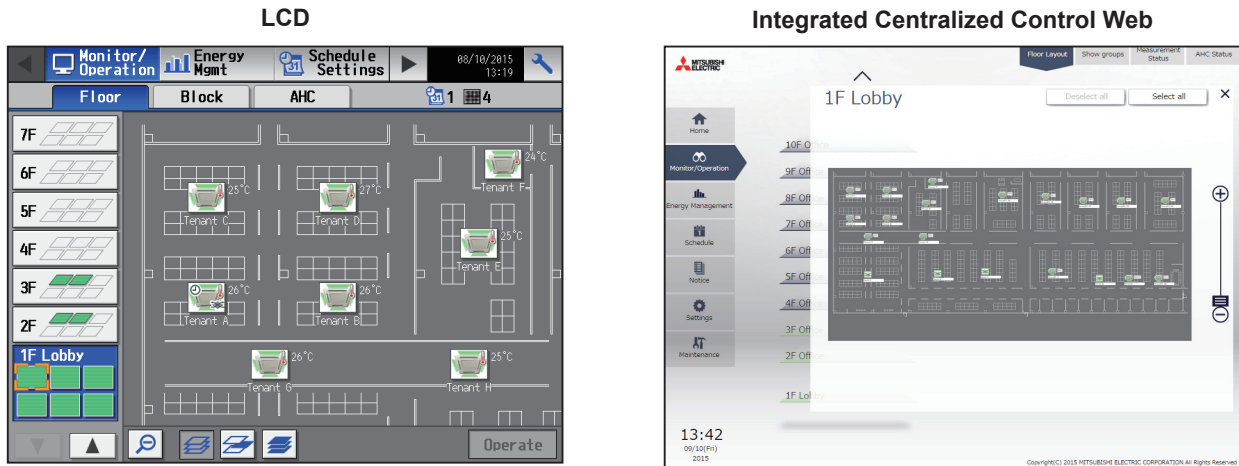 LCD
Monitor/
Operation
Energy
Mgmt
Schedule
Settings
08/10/2015
13:19
Floor
Block
AHC
1
4
7F
6F
5F
4F
3F
2F
1F Lobby
24°C
Tenant F
25°C
Tenant C
27°C
Tenant D
25°C
Tenant E
26°C
Tenant A
26°C
Tenant B
26°C
Tenant G
25°C
Tenant H
Operate
Integrated Centralized Control Web
MITSUBISHI
ELECTRIC
Floor Layout
Show groups
Measurement
Status
AHC Status
1F Lobby
Deselect all
Select all
Home
Monitor/Operation
Energy Management
Schedule
Notice
Settings
Maintenance
10F Office
9F Office
8F Office
7F Office
6F Office
5F Office
4F Office
3F Office
2F Office
1F Lobby
13:42
09/10(Fri)
2015
Copyright(C) 2015 MITSUBISHI ELECTRIC CORPORATION All Rights Reserved